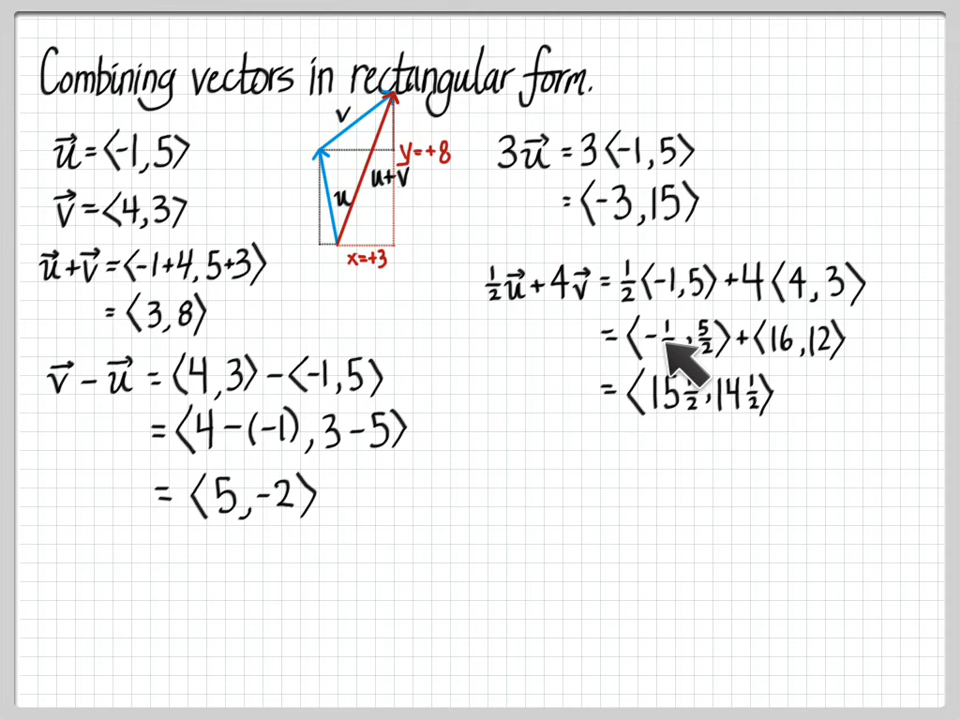 Combining vectors in rectangular form.
u⃗ = ⟨-1, 5⟩
v⃗ = ⟨4, 3⟩
u⃗ + v⃗ = ⟨-1+4, 5+3⟩
= ⟨3, 8⟩
v⃗ - u⃗ = ⟨4, 3⟩ - ⟨-1, 5⟩
= ⟨4 - (-1), 3 - 5⟩
= ⟨5, -2⟩
v
y=+8
u+v
u
x=+3
3u⃗ = 3⟨-1, 5⟩
= ⟨-3, 15⟩
½u⃗ + 4v⃗ = ½⟨-1, 5⟩ + 4⟨4, 3⟩
= ⟨-1/, 5/2⟩ + ⟨16, 12⟩
= ⟨15½, 14½⟩